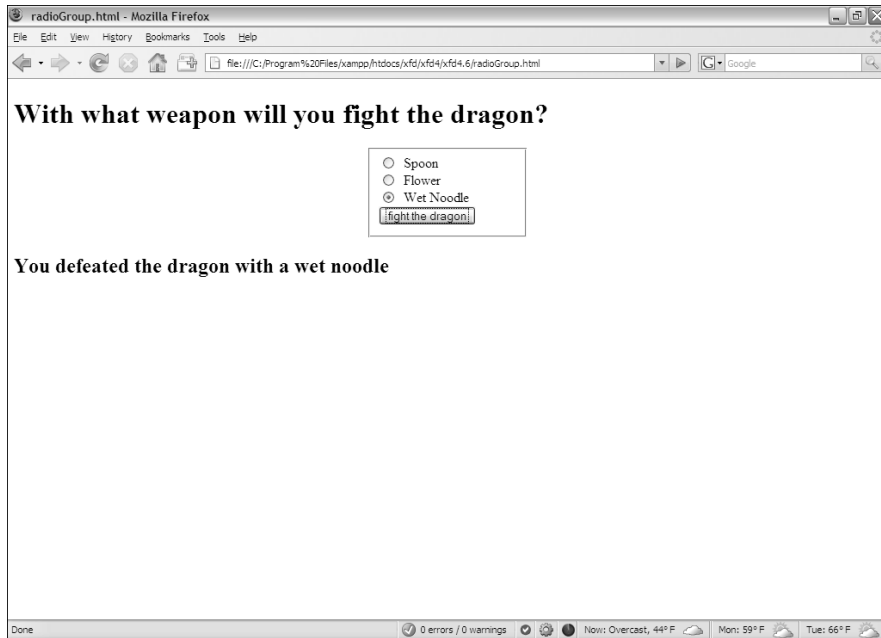 radioGroup.html - Mozilla Firefox
File Edit View History Bookmarks Tools Help
file:///C:/Program%20Files/xampp/htdocs/xfd/xfd4/xfd4.6/radioGroup.html G Google
With what weapon will you fight the dragon?
Spoon
Flower
Wet Noodle
fight the dragon
You defeated the dragon with a wet noodle
Done 0 errors / 0 warnings Now: Overcast, 44° F Mon: 59° F Tue: 66° F